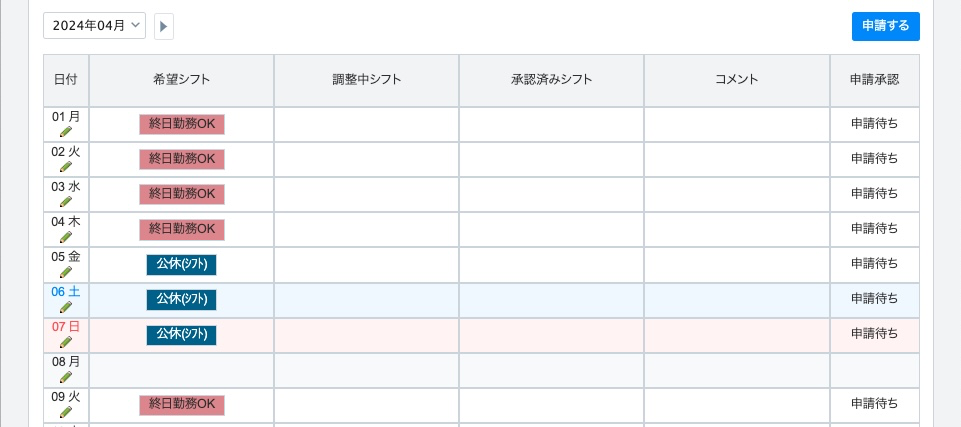 2024年04月
申請する
日付 希望シフト 調整中シフト 承認済みシフト コメント 申請承認
01 月 終日勤務OK 申請待ち
02 火 終日勤務OK 申請待ち
03 水 終日勤務OK 申請待ち
04 木 終日勤務OK 申請待ち
05 金 公休(ｼﾌﾄ) 申請待ち
06 土 公休(ｼﾌﾄ) 申請待ち
07 日 公休(ｼﾌﾄ) 申請待ち
08 月
09 火 終日勤務OK 申請待ち